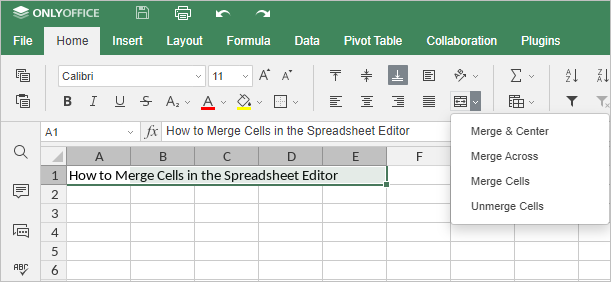 ONLYOFFICE
File Home Insert Layout Formula Data Pivot Table Collaboration Plugins
Calibri 11 A A A Z Z A
B I U S A₂ A
A1 fx How to Merge Cells in the Spreadsheet Editor
Merge & Center
Merge Across
Merge Cells
Unmerge Cells
A B C D E F
1 How to Merge Cells in the Spreadsheet Editor
2
3
4
5
6
ABC